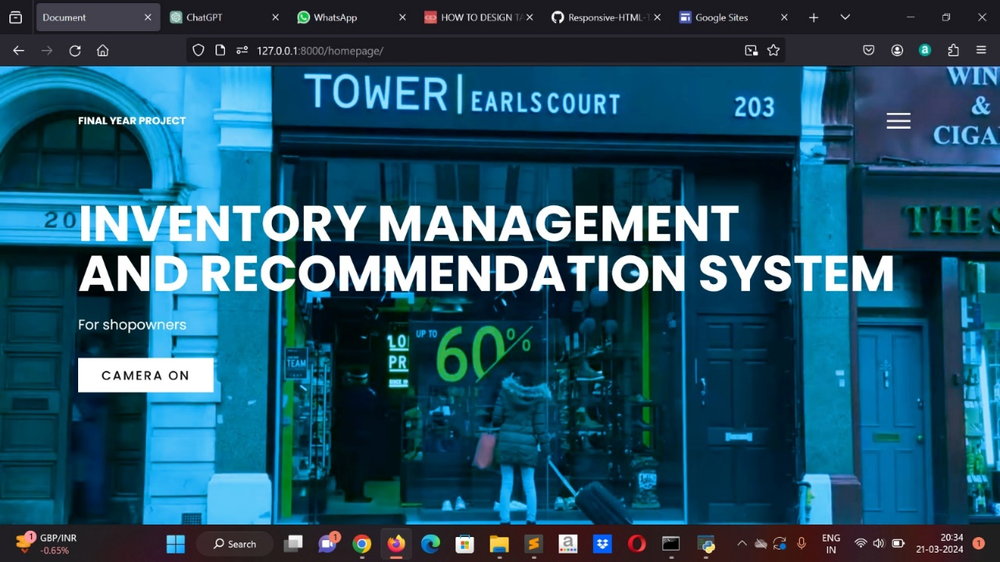 Document
ChatGPT
WhatsApp
HOW TO DESIGN TA
Responsive-HTML-T
Google Sites
127.0.0.1:8000/homepage/
TOWER | EARLSCOURT
203
WIN
&
CIGA
FINAL YEAR PROJECT
THE S
20
INVENTORY MANAGEMENT
AND RECOMMENDATION SYSTEM
For shopowners
CAMERA ON
UP TO
60%
LO
PR
TEAM
1
GBP/INR
-0.65%
Search
1
ENG
IN
20:34
21-03-2024
1